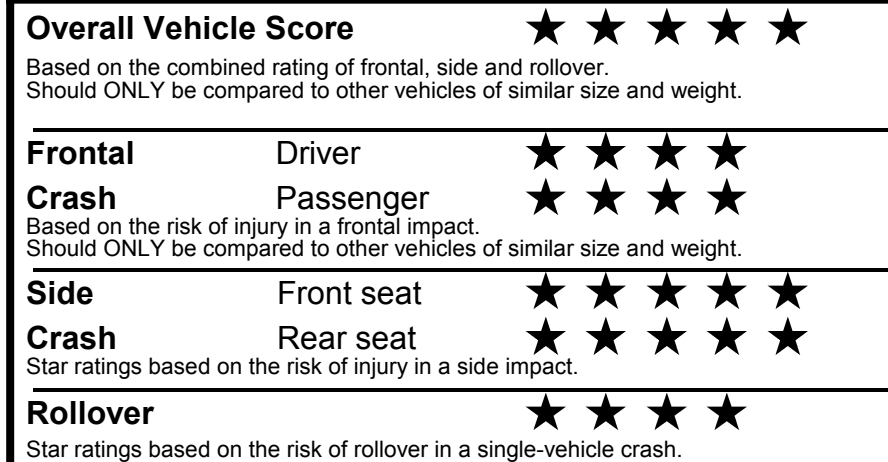 Overall Vehicle Score ★ ★ ★ ★ ★
Based on the combined rating of frontal, side and rollover.
Should ONLY be compared to other vehicles of similar size and weight.
Frontal Driver ★ ★ ★ ★
Crash Passenger ★ ★ ★ ★
Based on the risk of injury in a frontal impact.
Should ONLY be compared to other vehicles of similar size and weight.
Side Front seat ★ ★ ★ ★ ★
Crash Rear seat ★ ★ ★ ★ ★
Star ratings based on the risk of injury in a side impact.
Rollover ★ ★ ★ ★
Star ratings based on the risk of rollover in a single-vehicle crash.